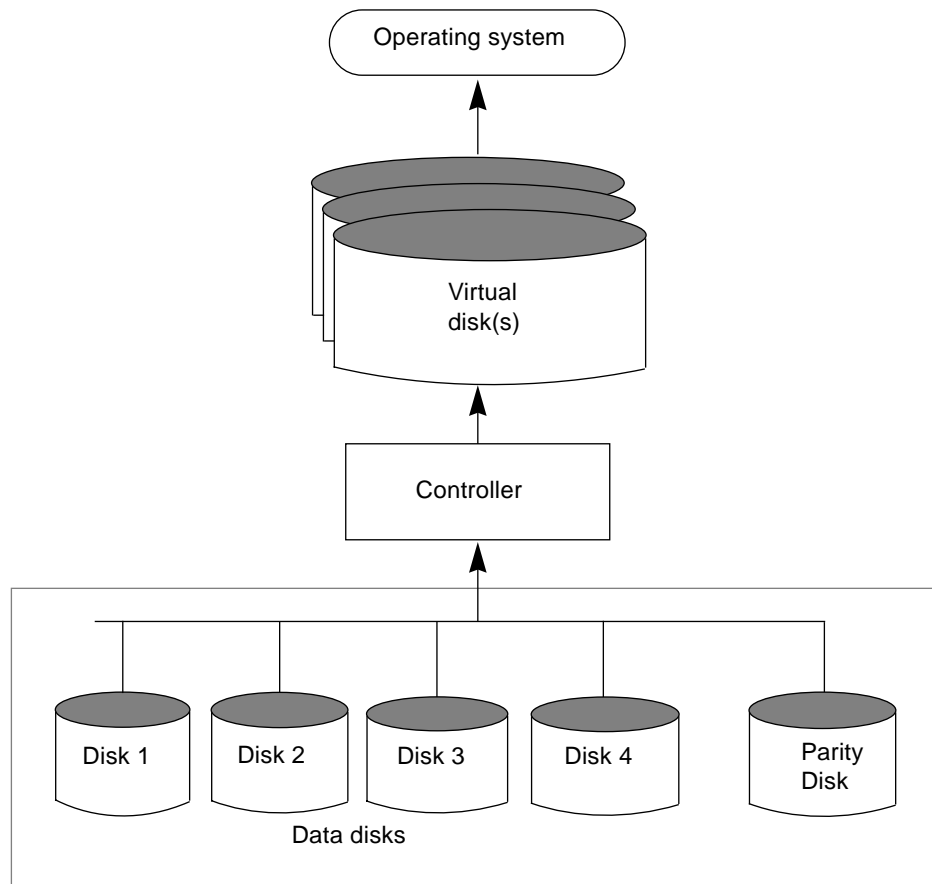 Operating system
Virtual
disk(s)
Controller
Disk 1
Disk 2
Disk 3
Disk 4
Parity
Disk
Data disks